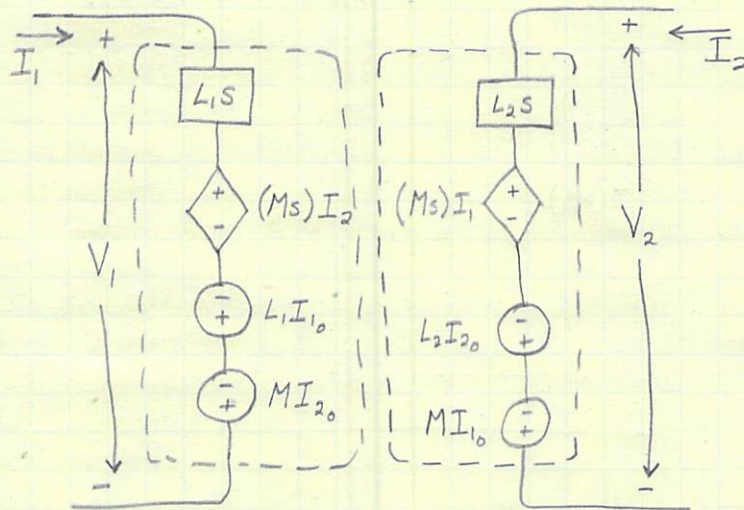 I₁ + L₁S (Ms)I₂ V₁ L₁I₁₀ MI₂₀ -
+ - - + - +
L₂S (Ms)I₁ V₂ L₂I₂₀ MI₁₀ + I₂ -
+ - - + - +